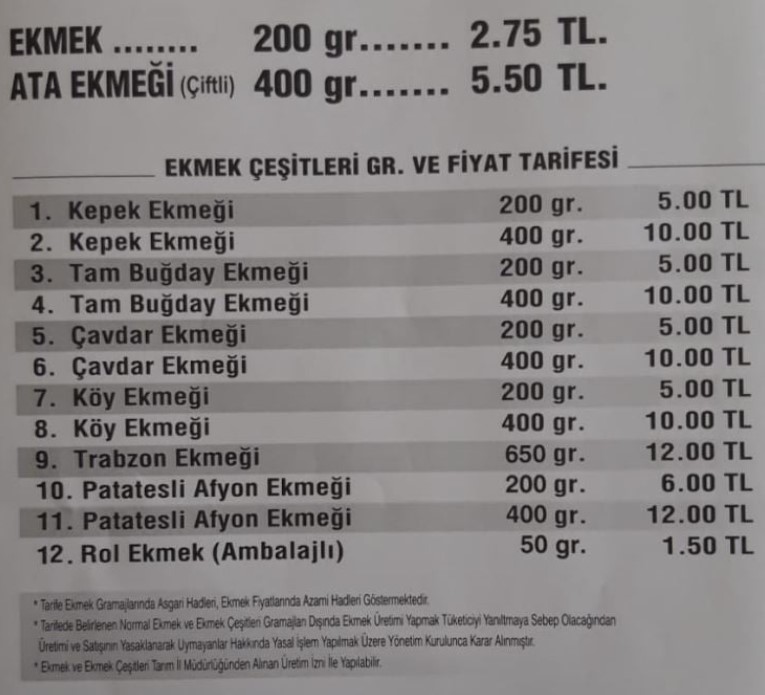 EKMEK ........ 200 gr....... 2.75 TL.
ATA EKMEĞİ (Çiftli) 400 gr....... 5.50 TL.
EKMEK ÇEŞİTLERİ GR. VE FİYAT TARİFESİ
1. Kepek Ekmeği 200 gr. 5.00 TL
2. Kepek Ekmeği 400 gr. 10.00 TL
3. Tam Buğday Ekmeği 200 gr. 5.00 TL
4. Tam Buğday Ekmeği 400 gr. 10.00 TL
5. Çavdar Ekmeği 200 gr. 5.00 TL
6. Çavdar Ekmeği 400 gr. 10.00 TL
7. Köy Ekmeği 200 gr. 5.00 TL
8. Köy Ekmeği 400 gr. 10.00 TL
9. Trabzon Ekmeği 650 gr. 12.00 TL
10. Patatesli Afyon Ekmeği 200 gr. 6.00 TL
11. Patatesli Afyon Ekmeği 400 gr. 12.00 TL
12. Rol Ekmek (Ambalajlı) 50 gr. 1.50 TL
* Tarife Ekmek Gramajlarında Asgari Hadleri, Ekmek Fiyatlarında Azami Hadleri Göstermektedir.
* Tarifede Belirlenen Normal Ekmek ve Ekmek Çeşitleri Gramajları Dışında Ekmek Üretimi Yapmak Tüketiciyi Yanıltmaya Sebep Olacağından
Üretimi ve Satışının Yasaklanarak Uymayanlar Hakkında Yasal İşlem Yapılmak Üzere Yönetim Kurulunca Karar Alınmıştır.
* Ekmek ve Ekmek Çeşitleri Tarım İl Müdürlüğünden Alınan Üretim İzni İle Yapılabilir.